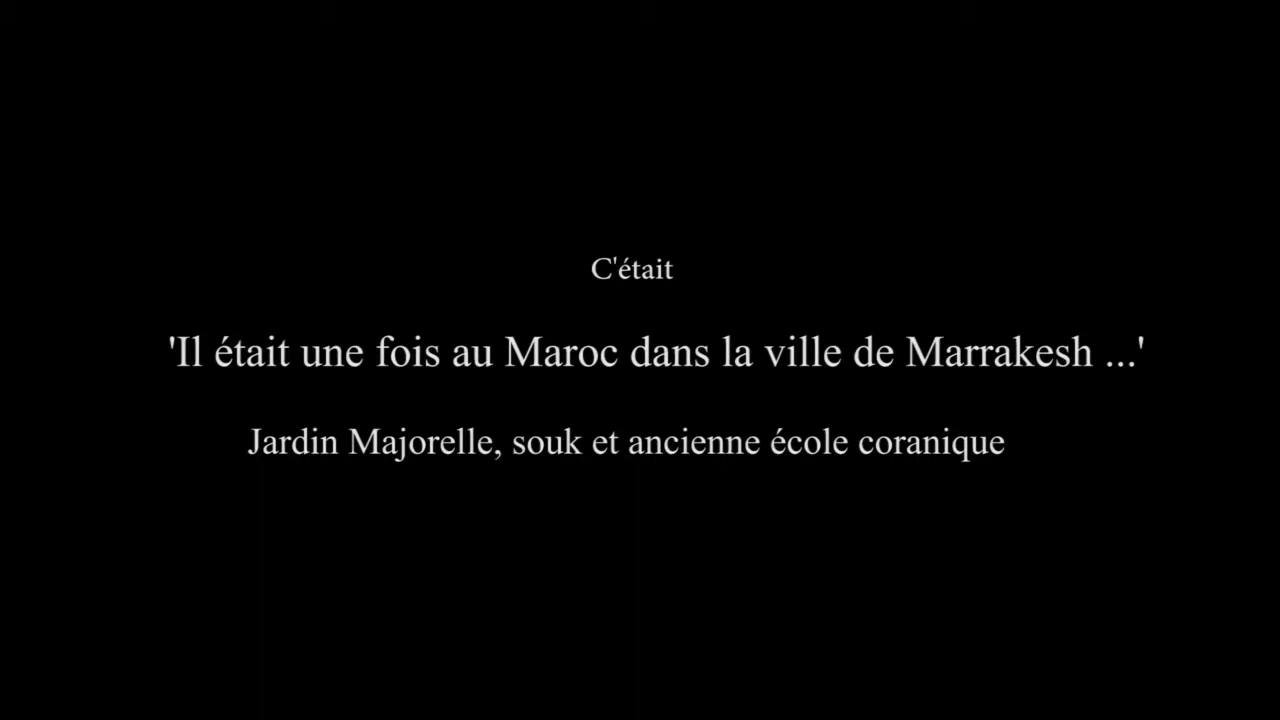 C'était
'Il était une fois au Maroc dans la ville de Marrakesh ...'
Jardin Majorelle, souk et ancienne école coranique